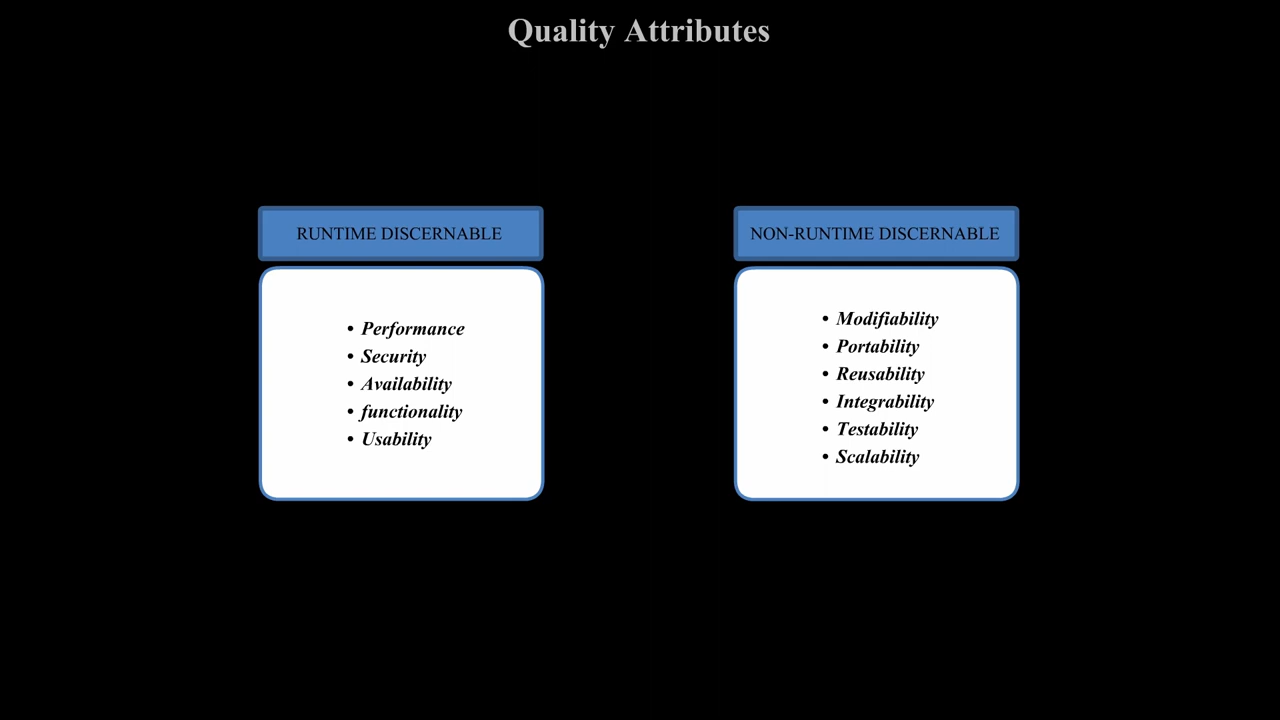 Quality Attributes
RUNTIME DISCERNABLE
• Performance
• Security
• Availability
• functionality
• Usability
NON-RUNTIME DISCERNABLE
• Modifiability
• Portability
• Reusability
• Integrability
• Testability
• Scalability